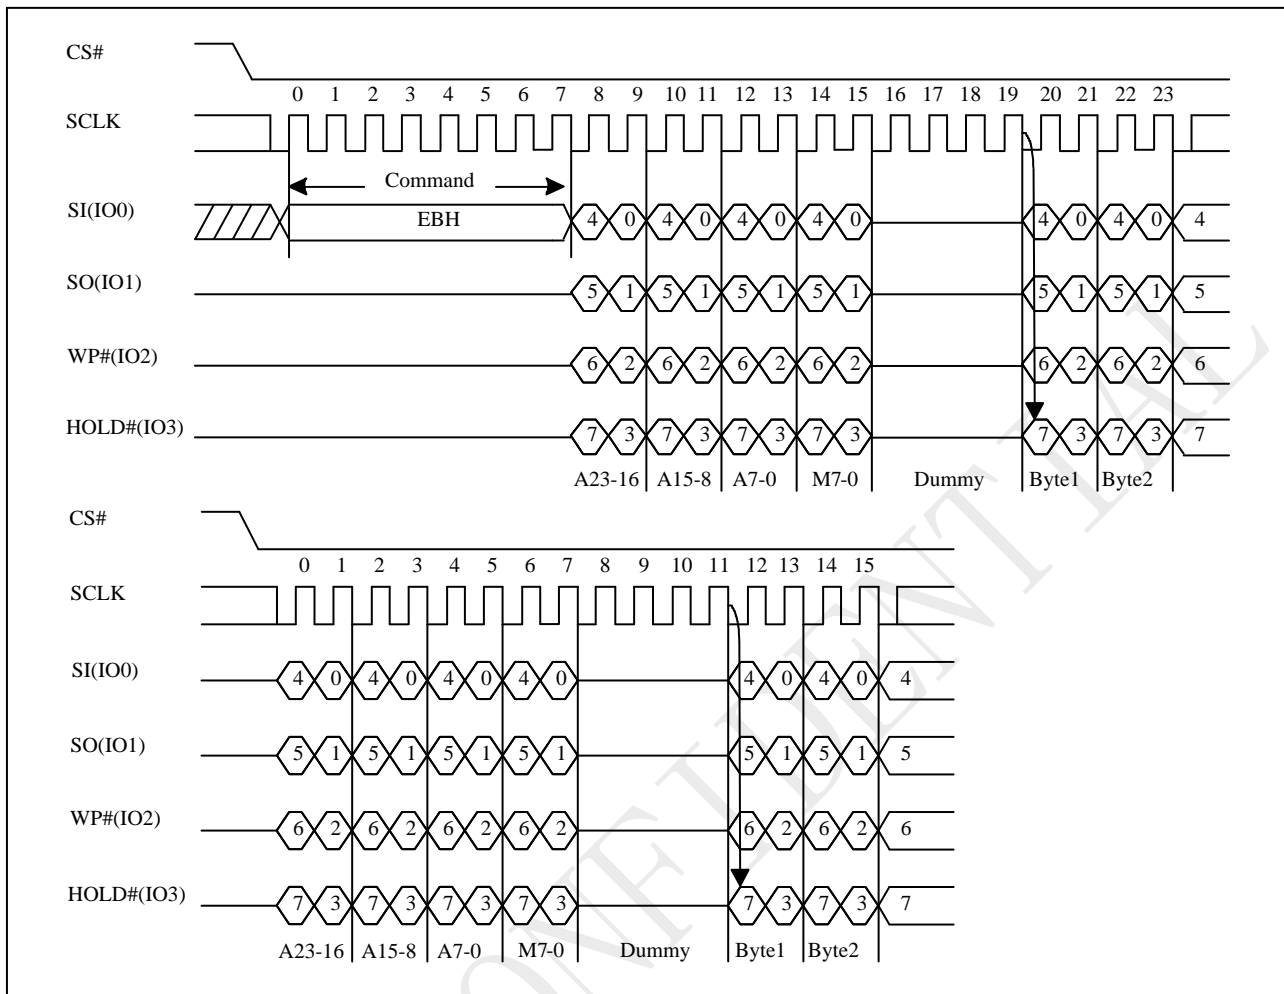 CS#
0 1 2 3 4 5 6 7 8 9 10 11 12 13 14 15 16 17 18 19 20 21 22 23
SCLK
Command
SI(IO0) EBH 4 0 4 0 4 0 4 0 4 0 4 0 4
SO(IO1) 5 1 5 1 5 1 5 1 5 1 5 1 5
WP#(IO2) 6 2 6 2 6 2 6 2 6 2 6 2 6
HOLD#(IO3) 7 3 7 3 7 3 7 3 7 3 7 3 7
A23-16 A15-8 A7-0 M7-0 Dummy Byte1 Byte2
CS#
0 1 2 3 4 5 6 7 8 9 10 11 12 13 14 15
SCLK
SI(IO0) 4 0 4 0 4 0 4 0 4 0 4 0 4
SO(IO1) 5 1 5 1 5 1 5 1 5 1 5 1 5
WP#(IO2) 6 2 6 2 6 2 6 2 6 2 6 2 6
HOLD#(IO3) 7 3 7 3 7 3 7 3 7 3 7 3 7
A23-16 A15-8 A7-0 M7-0 Dummy Byte1 Byte2
ONFIDENTIAL